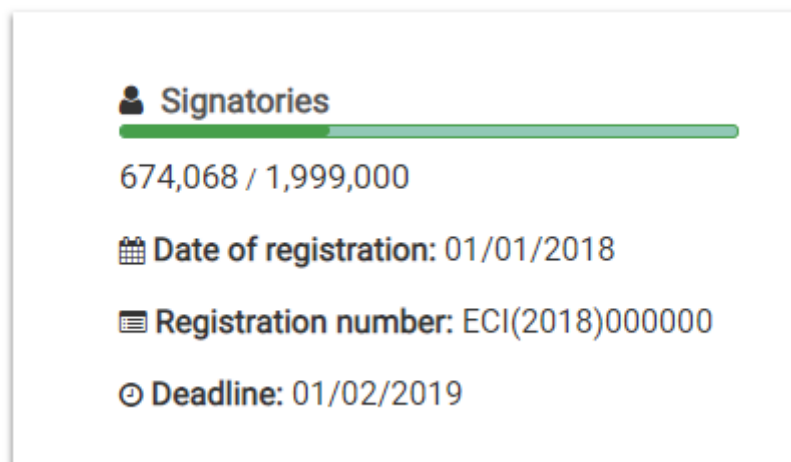 Signatories
674,068 / 1,999,000
Date of registration: 01/01/2018
Registration number: ECI(2018)000000
Deadline: 01/02/2019